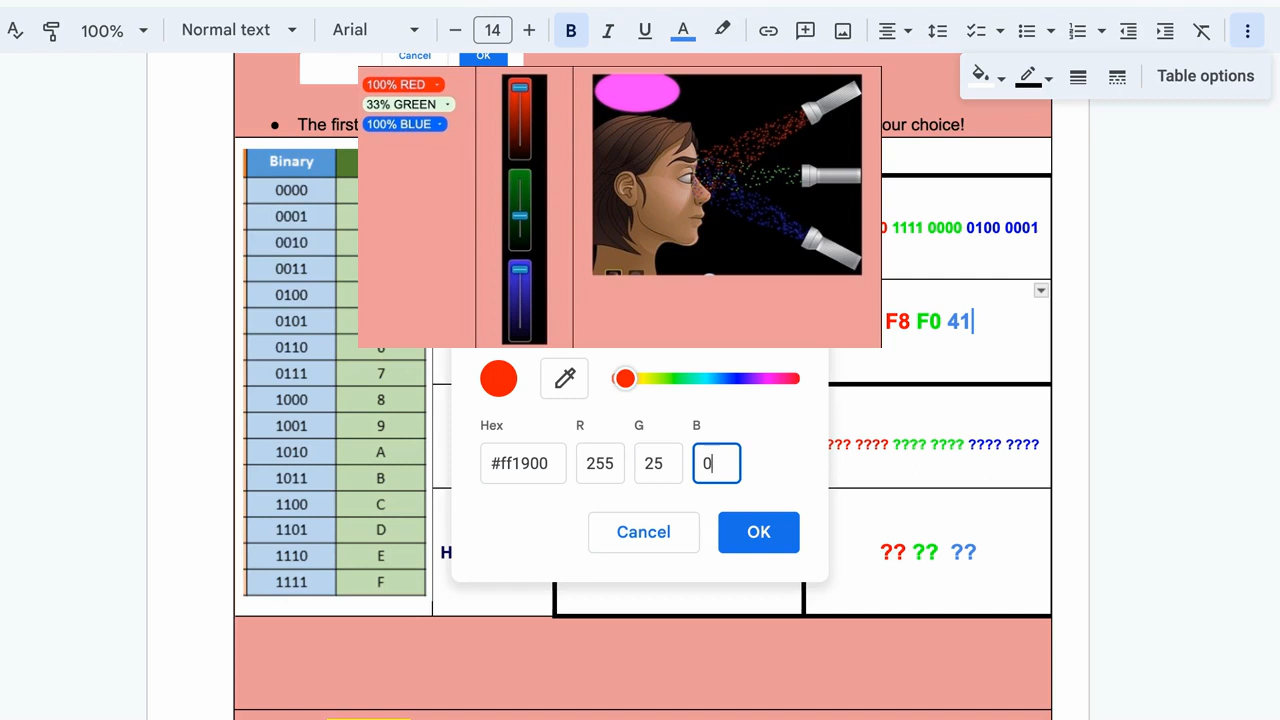 100% Normal text Arial 14 B I U A
Table options
Cancel OK
100% RED
33% GREEN
100% BLUE
The first our choice!
Binary
0000
0001
0010
0011
0100
0101
0110
0111 7
1000 8
1001 9
1010 A
1011 B
1100 C
1101 D
1110 E
1111 F
1111 0000 0100 0001
F8 F0 41
Hex R G B
#ff1900 255 25 0
Cancel OK
??? ???? ???? ???? ???? ????
H
?? ?? ??